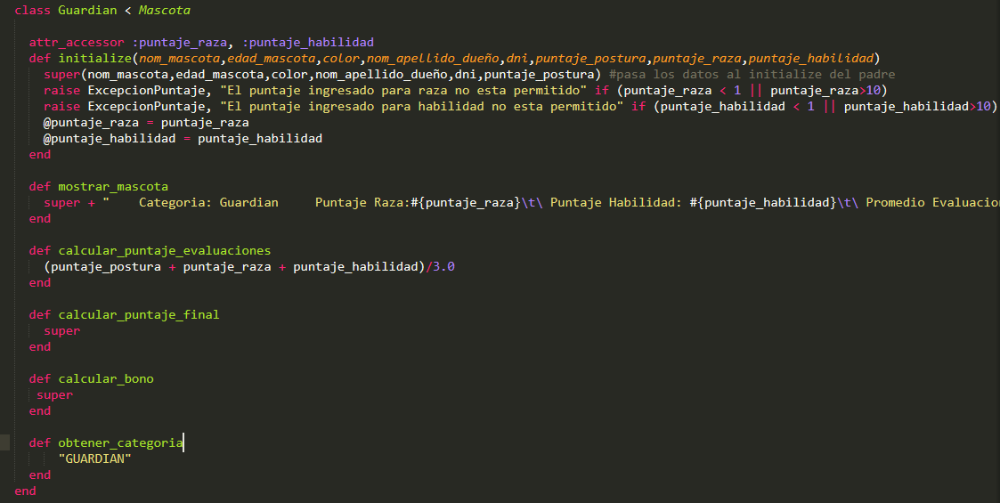 class Guardian < Mascota
attr_accessor :puntaje_raza, :puntaje_habilidad
def initialize(nom_mascota,edad_mascota,color,nom_apellido_dueño,dni,puntaje_postura,puntaje_raza,puntaje_habilidad)
super(nom_mascota,edad_mascota,color,nom_apellido_dueño,dni,puntaje_postura) #pasa los datos al initialize del padre
raise ExcepcionPuntaje, "El puntaje ingresado para raza no esta permitido" if (puntaje_raza < 1 || puntaje_raza>10)
raise ExcepcionPuntaje, "El puntaje ingresado para habilidad no esta permitido" if (puntaje_habilidad < 1 || puntaje_habilidad>10)
@puntaje_raza = puntaje_raza
@puntaje_habilidad = puntaje_habilidad
end
def mostrar_mascota
super + "    Categoria: Guardian     Puntaje Raza:#{puntaje_raza}\t\ Puntaje Habilidad: #{puntaje_habilidad}\t\ Promedio Evaluacio
end
def calcular_puntaje_evaluaciones
(puntaje_postura + puntaje_raza + puntaje_habilidad)/3.0
end
def calcular_puntaje_final
super
end
def calcular_bono
super
end
def obtener_categoria
"GUARDIAN"
end
end